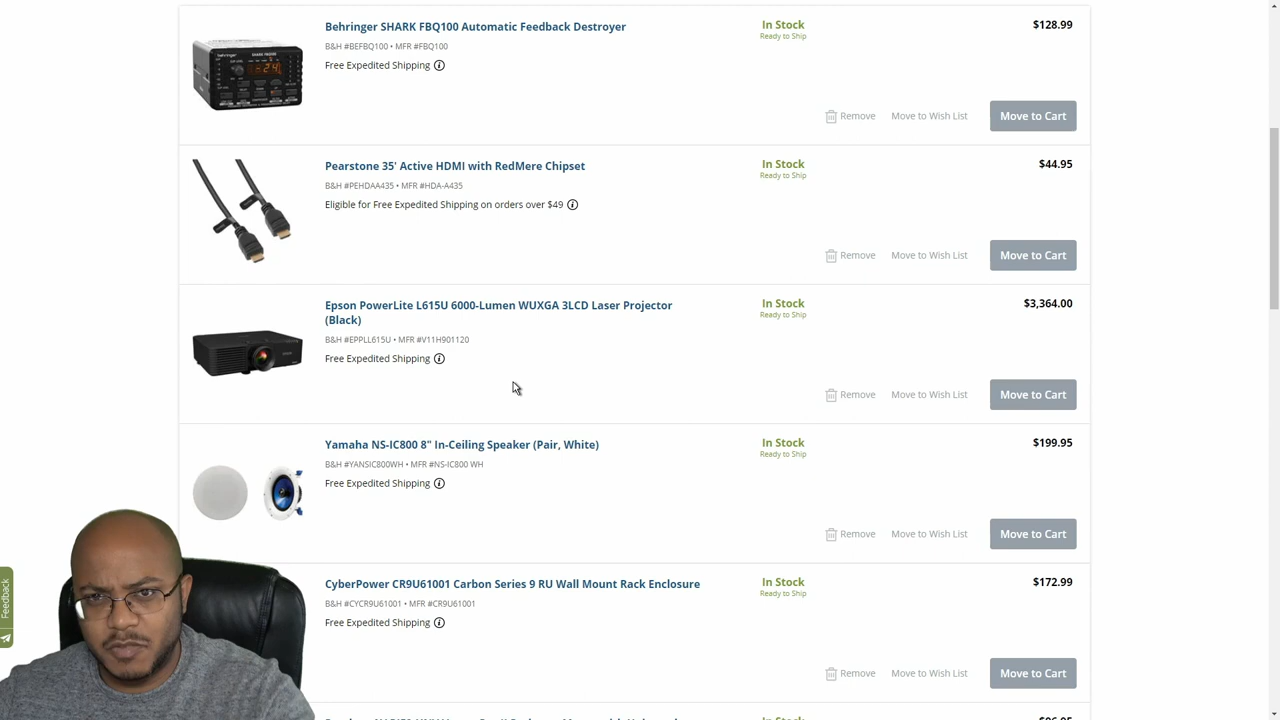 Behringer SHARK FBQ100 Automatic Feedback Destroyer
In Stock
$128.99
Ready to Ship
B&H #BEFBQ100 • MFR #FBQ100
Free Expedited Shipping
Remove
Move to Wish List
Move to Cart
Pearstone 35' Active HDMI with RedMere Chipset
In Stock
$44.95
Ready to Ship
B&H #PEHDAA435 • MFR #HDA-A435
Eligible for Free Expedited Shipping on orders over $49
Remove
Move to Wish List
Move to Cart
Epson PowerLite L615U 6000-Lumen WUXGA 3LCD Laser Projector
(Black)
In Stock
$3,364.00
Ready to Ship
B&H #EPPLL615U • MFR #V11H901120
Free Expedited Shipping
Remove
Move to Wish List
Move to Cart
Yamaha NS-IC800 8" In-Ceiling Speaker (Pair, White)
In Stock
$199.95
Ready to Ship
B&H #YANSIC800WH • MFR #NS-IC800 WH
Free Expedited Shipping
Remove
Move to Wish List
Move to Cart
CyberPower CR9U61001 Carbon Series 9 RU Wall Mount Rack Enclosure
In Stock
$172.99
Ready to Ship
B&H #CYCR9U61001 • MFR #CR9U61001
Free Expedited Shipping
Remove
Move to Wish List
Move to Cart
Feedback